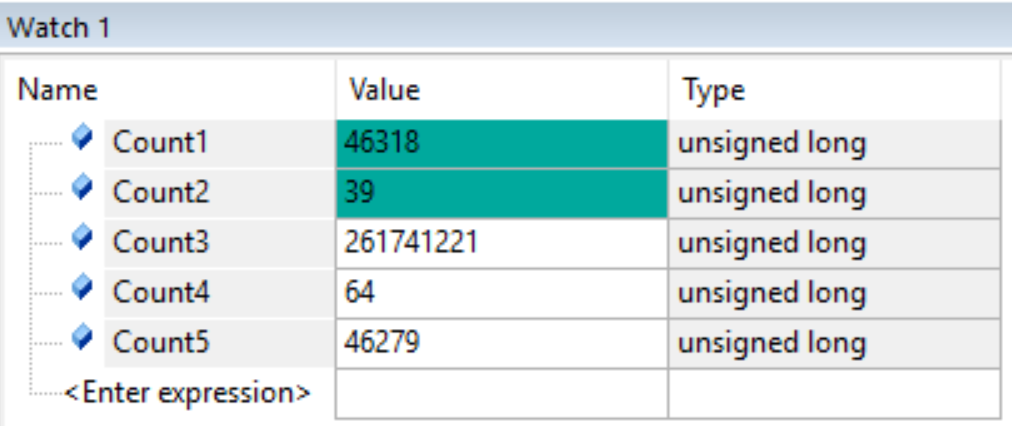 Watch 1
Name Value Type
Count1 46318 unsigned long
Count2 39 unsigned long
Count3 261741221 unsigned long
Count4 64 unsigned long
Count5 46279 unsigned long
<Enter expression>